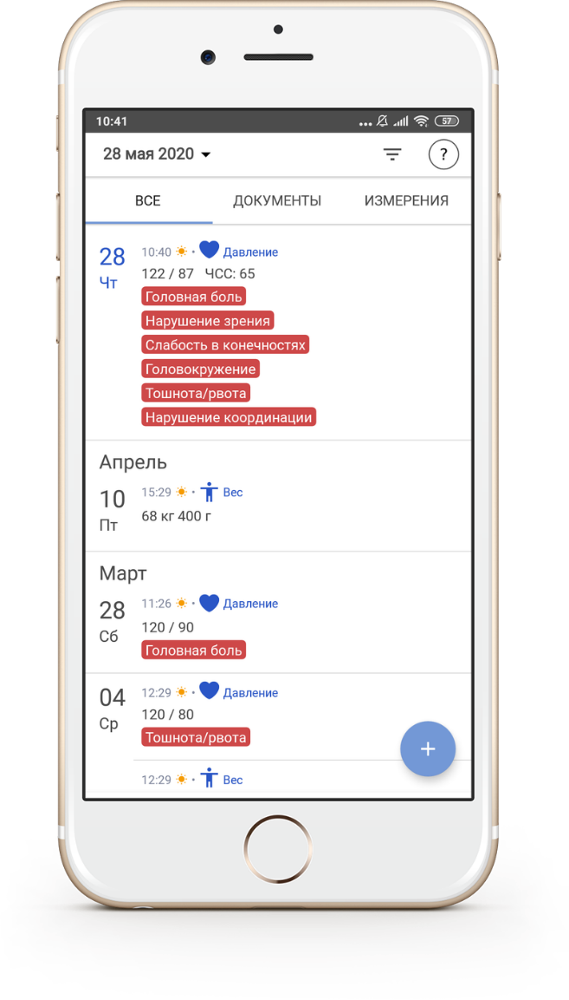 10:41
57
28 мая 2020
?
ВСЕ ДОКУМЕНТЫ ИЗМЕРЕНИЯ
28 10:40 • Давление
Чт 122 / 87 ЧСС: 65
Головная боль
Нарушение зрения
Слабость в конечностях
Головокружение
Тошнота/рвота
Нарушение координации
Апрель
10 15:29 • Вес
Пт 68 кг 400 г
Март
28 11:26 • Давление
Сб 120 / 90
Головная боль
04 12:29 • Давление
Ср 120 / 80
Тошнота/рвота
+
12:29 • Вес